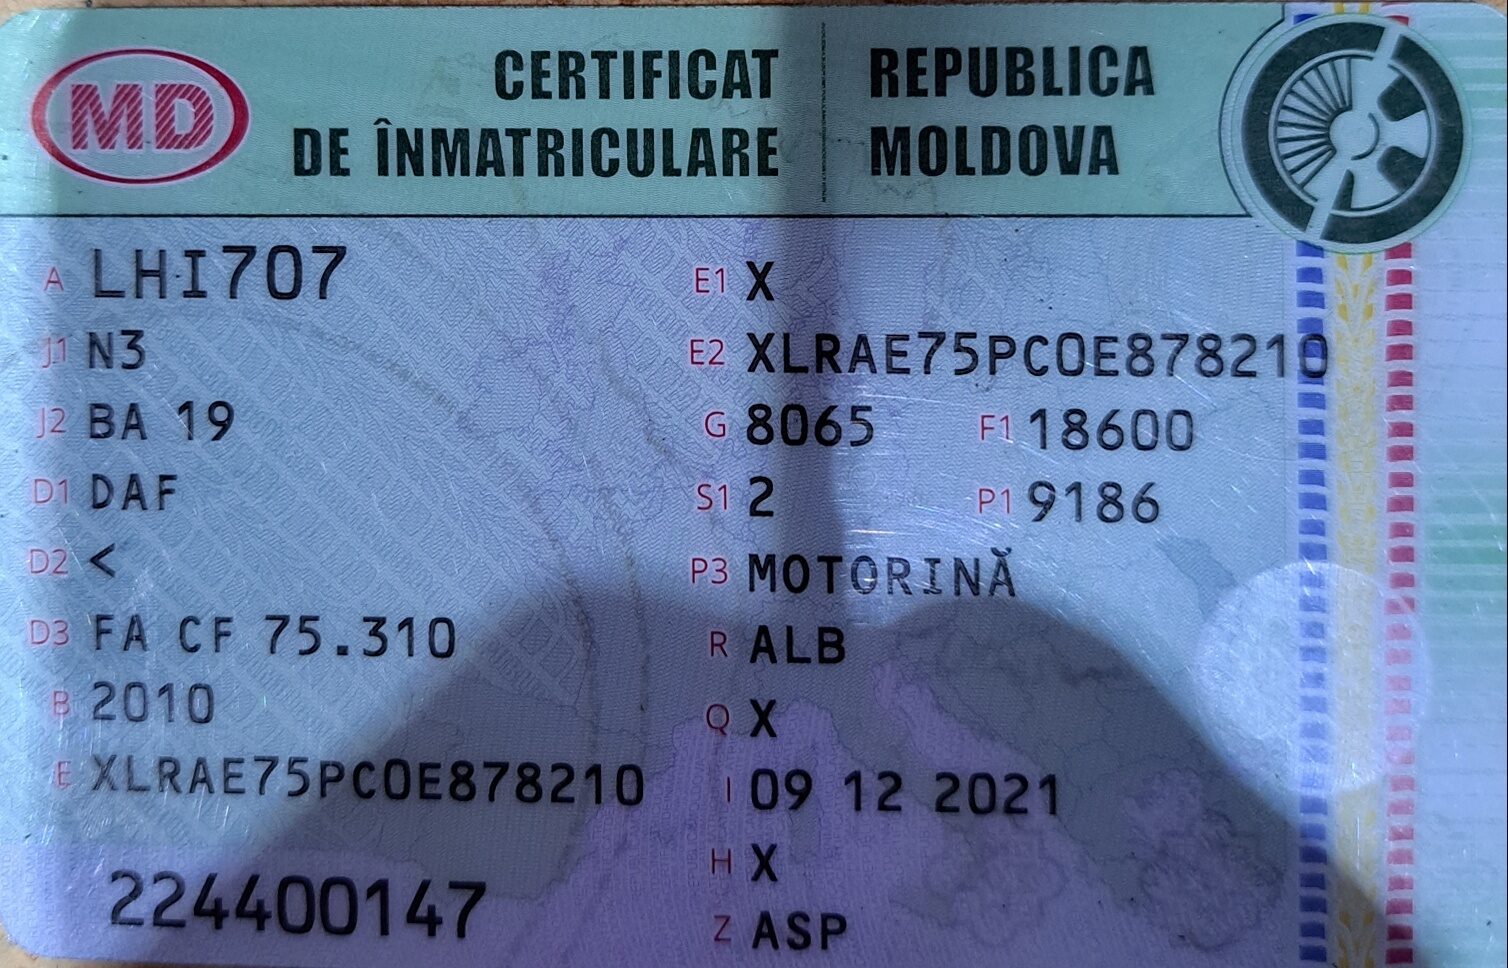 MD
CERTIFICAT
DE ÎNMATRICULARE
REPUBLICA
MOLDOVA
A LHI707
J1 N3
J2 BA 19
D1 DAF
D2 <
D3 FA CF 75.310
B 2010
E XLRAE75PC0E878210
224400147
E1 X
E2 XLRAE75PC0E878210
G 8065 F1 18600
S1 2 P1 9186
P3 MOTORINĂ
R ALB
Q X
I 09 12 2021
H X
Z ASP